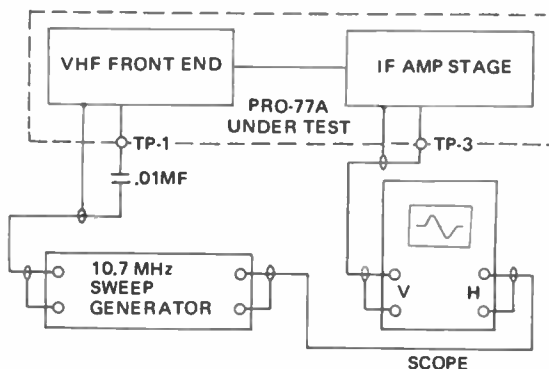 VHF FRONT END
IF AMP STAGE
PRO-77A
UNDER TEST
TP-1
TP-3
.01MF
10.7 MHz
SWEEP
GENERATOR
V
H
SCOPE